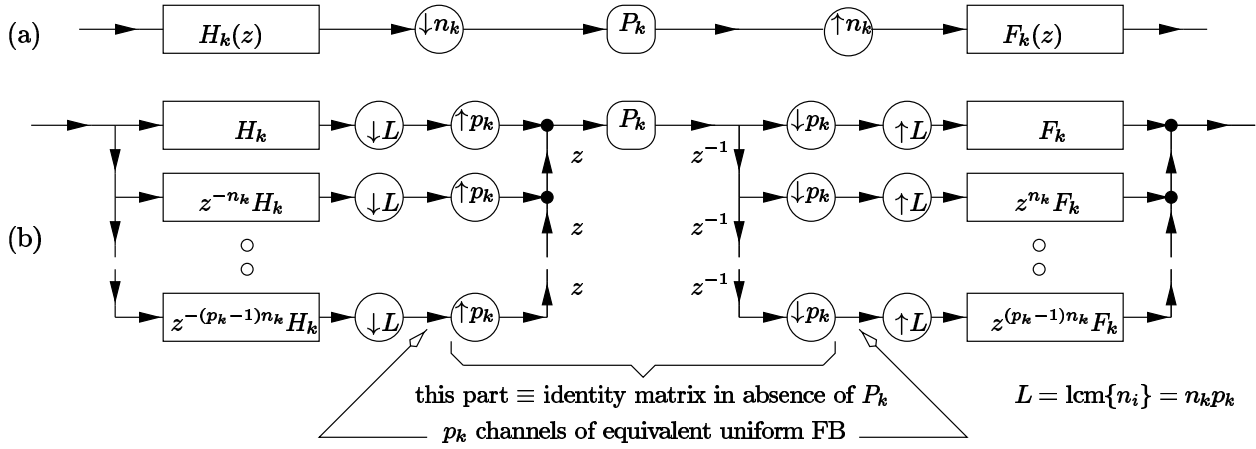 (a) H_k(z) ↓n_k P_k ↑n_k F_k(z)
H_k ↓L ↑p_k P_k ↓p_k ↑L F_k
z z^{-1}
z^{-n_k}H_k ↓L ↑p_k ↓p_k ↑L z^{n_k}F_k
(b) z z^{-1}
z z^{-1}
z^{-(p_k-1)n_k}H_k ↓L ↑p_k ↓p_k ↑L z^{(p_k-1)n_k}F_k
this part ≡ identity matrix in absence of P_k L = lcm{n_i} = n_kp_k
p_k channels of equivalent uniform FB